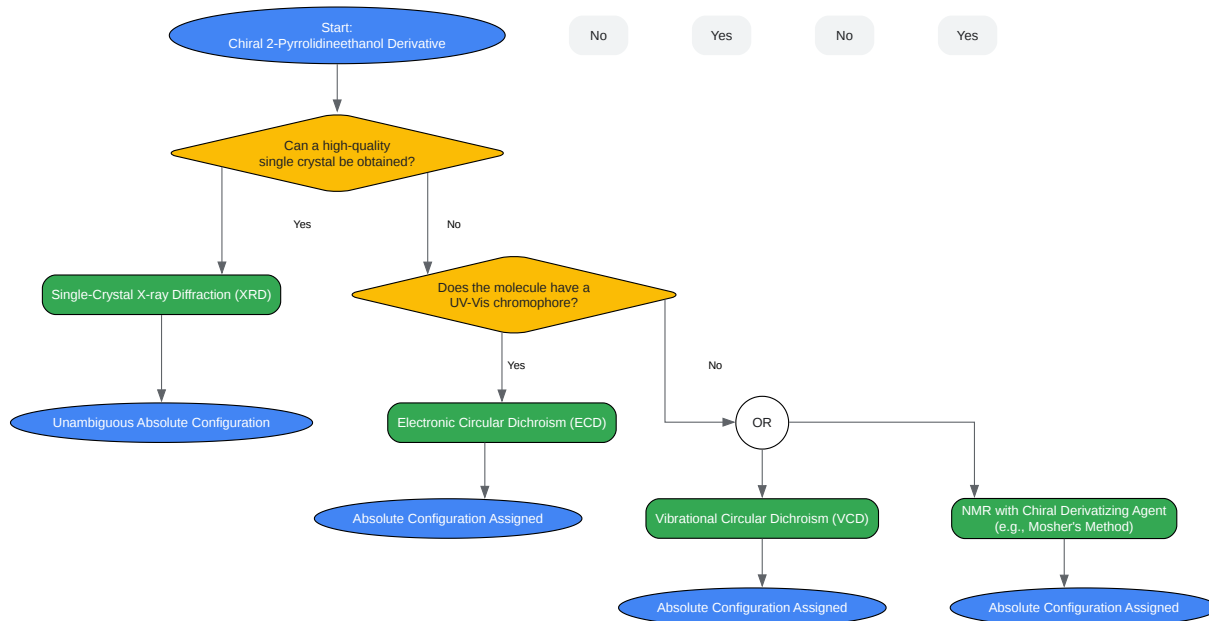 Start:
Chiral 2-Pyrrolidineethanol Derivative
No
Yes
No
Yes
Can a high-quality
single crystal be obtained?
Yes
No
Single-Crystal X-ray Diffraction (XRD)
Does the molecule have a
UV-Vis chromophore?
Yes
No
Unambiguous Absolute Configuration
Electronic Circular Dichroism (ECD)
OR
Absolute Configuration Assigned
Vibrational Circular Dichroism (VCD)
NMR with Chiral Derivatizing Agent
(e.g., Mosher's Method)
Absolute Configuration Assigned
Absolute Configuration Assigned